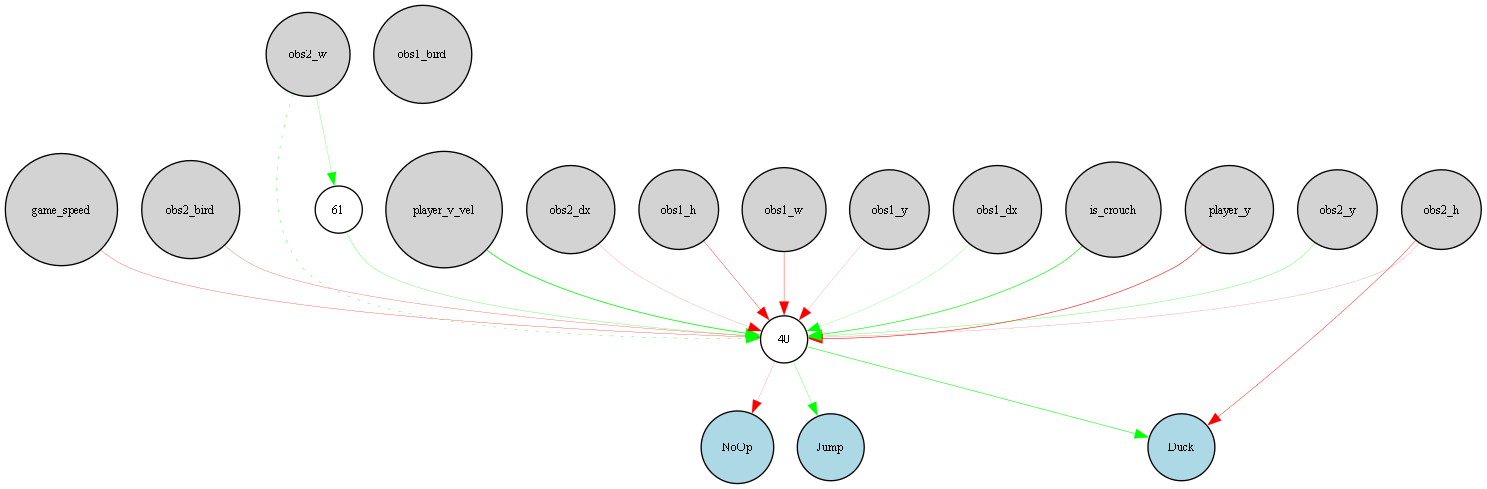 obs2_w
obs1_bird
game_speed
obs2_bird
61
player_v_vel
obs2_dx
obs1_h
obs1_w
obs1_y
obs1_dx
is_crouch
player_y
obs2_y
obs2_h
40
NoOp
Jump
Duck